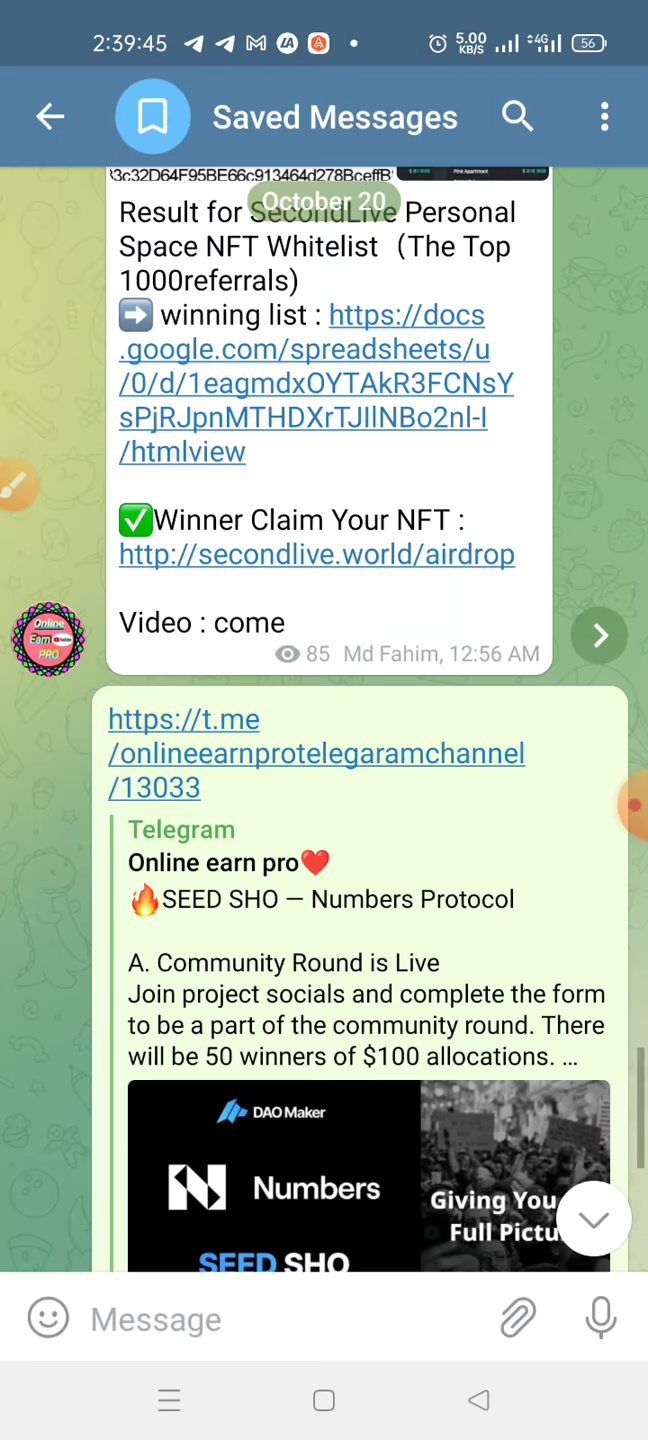 2:39:45
5.00
KB/S
4G
56
Saved Messages
3c32D64F95BE66c913464d278BceffB
October 20
Result for SecondLive Personal
Space NFT Whitelist（The Top
1000referrals)
➡️ winning list : https://docs
.google.com/spreadsheets/u
/0/d/1eagmdxOYTAkR3FCNsY
sPjRJpnMTHDXrTJIlNBo2nl-I
/htmlview
✅Winner Claim Your NFT :
http://secondlive.world/airdrop
Video : come
85 Md Fahim, 12:56 AM
Online
Earn
PRO
https://t.me
/onlineearnprotelegaramchannel
/13033
Telegram
Online earn pro❤️
🔥SEED SHO — Numbers Protocol
A. Community Round is Live
Join project socials and complete the form
to be a part of the community round. There
will be 50 winners of $100 allocations. ...
DAO Maker
Numbers
SEED SHO
Giving You
Full Pictu
Message